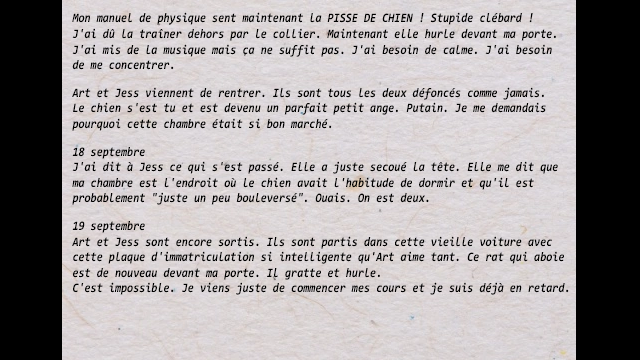 Mon manuel de physique sent maintenant la PISSE DE CHIEN ! Stupide clébard !
J'ai dû la traîner dehors par le collier. Maintenant elle hurle devant ma porte.
J'ai mis de la musique mais ça ne suffit pas. J'ai besoin de calme. J'ai besoin
de me concentrer.
Art et Jess viennent de rentrer. Ils sont tous les deux défoncés comme jamais.
Le chien s'est tu et est devenu un parfait petit ange. Putain. Je me demandais
pourquoi cette chambre était si bon marché.
18 septembre
J'ai dit à Jess ce qui s'est passé. Elle a juste secoué la tête. Elle me dit que
ma chambre est l'endroit où le chien avait l'habitude de dormir et qu'il est
probablement "juste un peu bouleversé". Ouais. On est deux.
19 septembre
Art et Jess sont encore sortis. Ils sont partis dans cette vieille voiture avec
cette plaque d'immatriculation si intelligente qu'Art aime tant. Ce rat qui aboie
est de nouveau devant ma porte. Il gratte et hurle.
C'est impossible. Je viens juste de commencer mes cours et je suis déjà en retard.